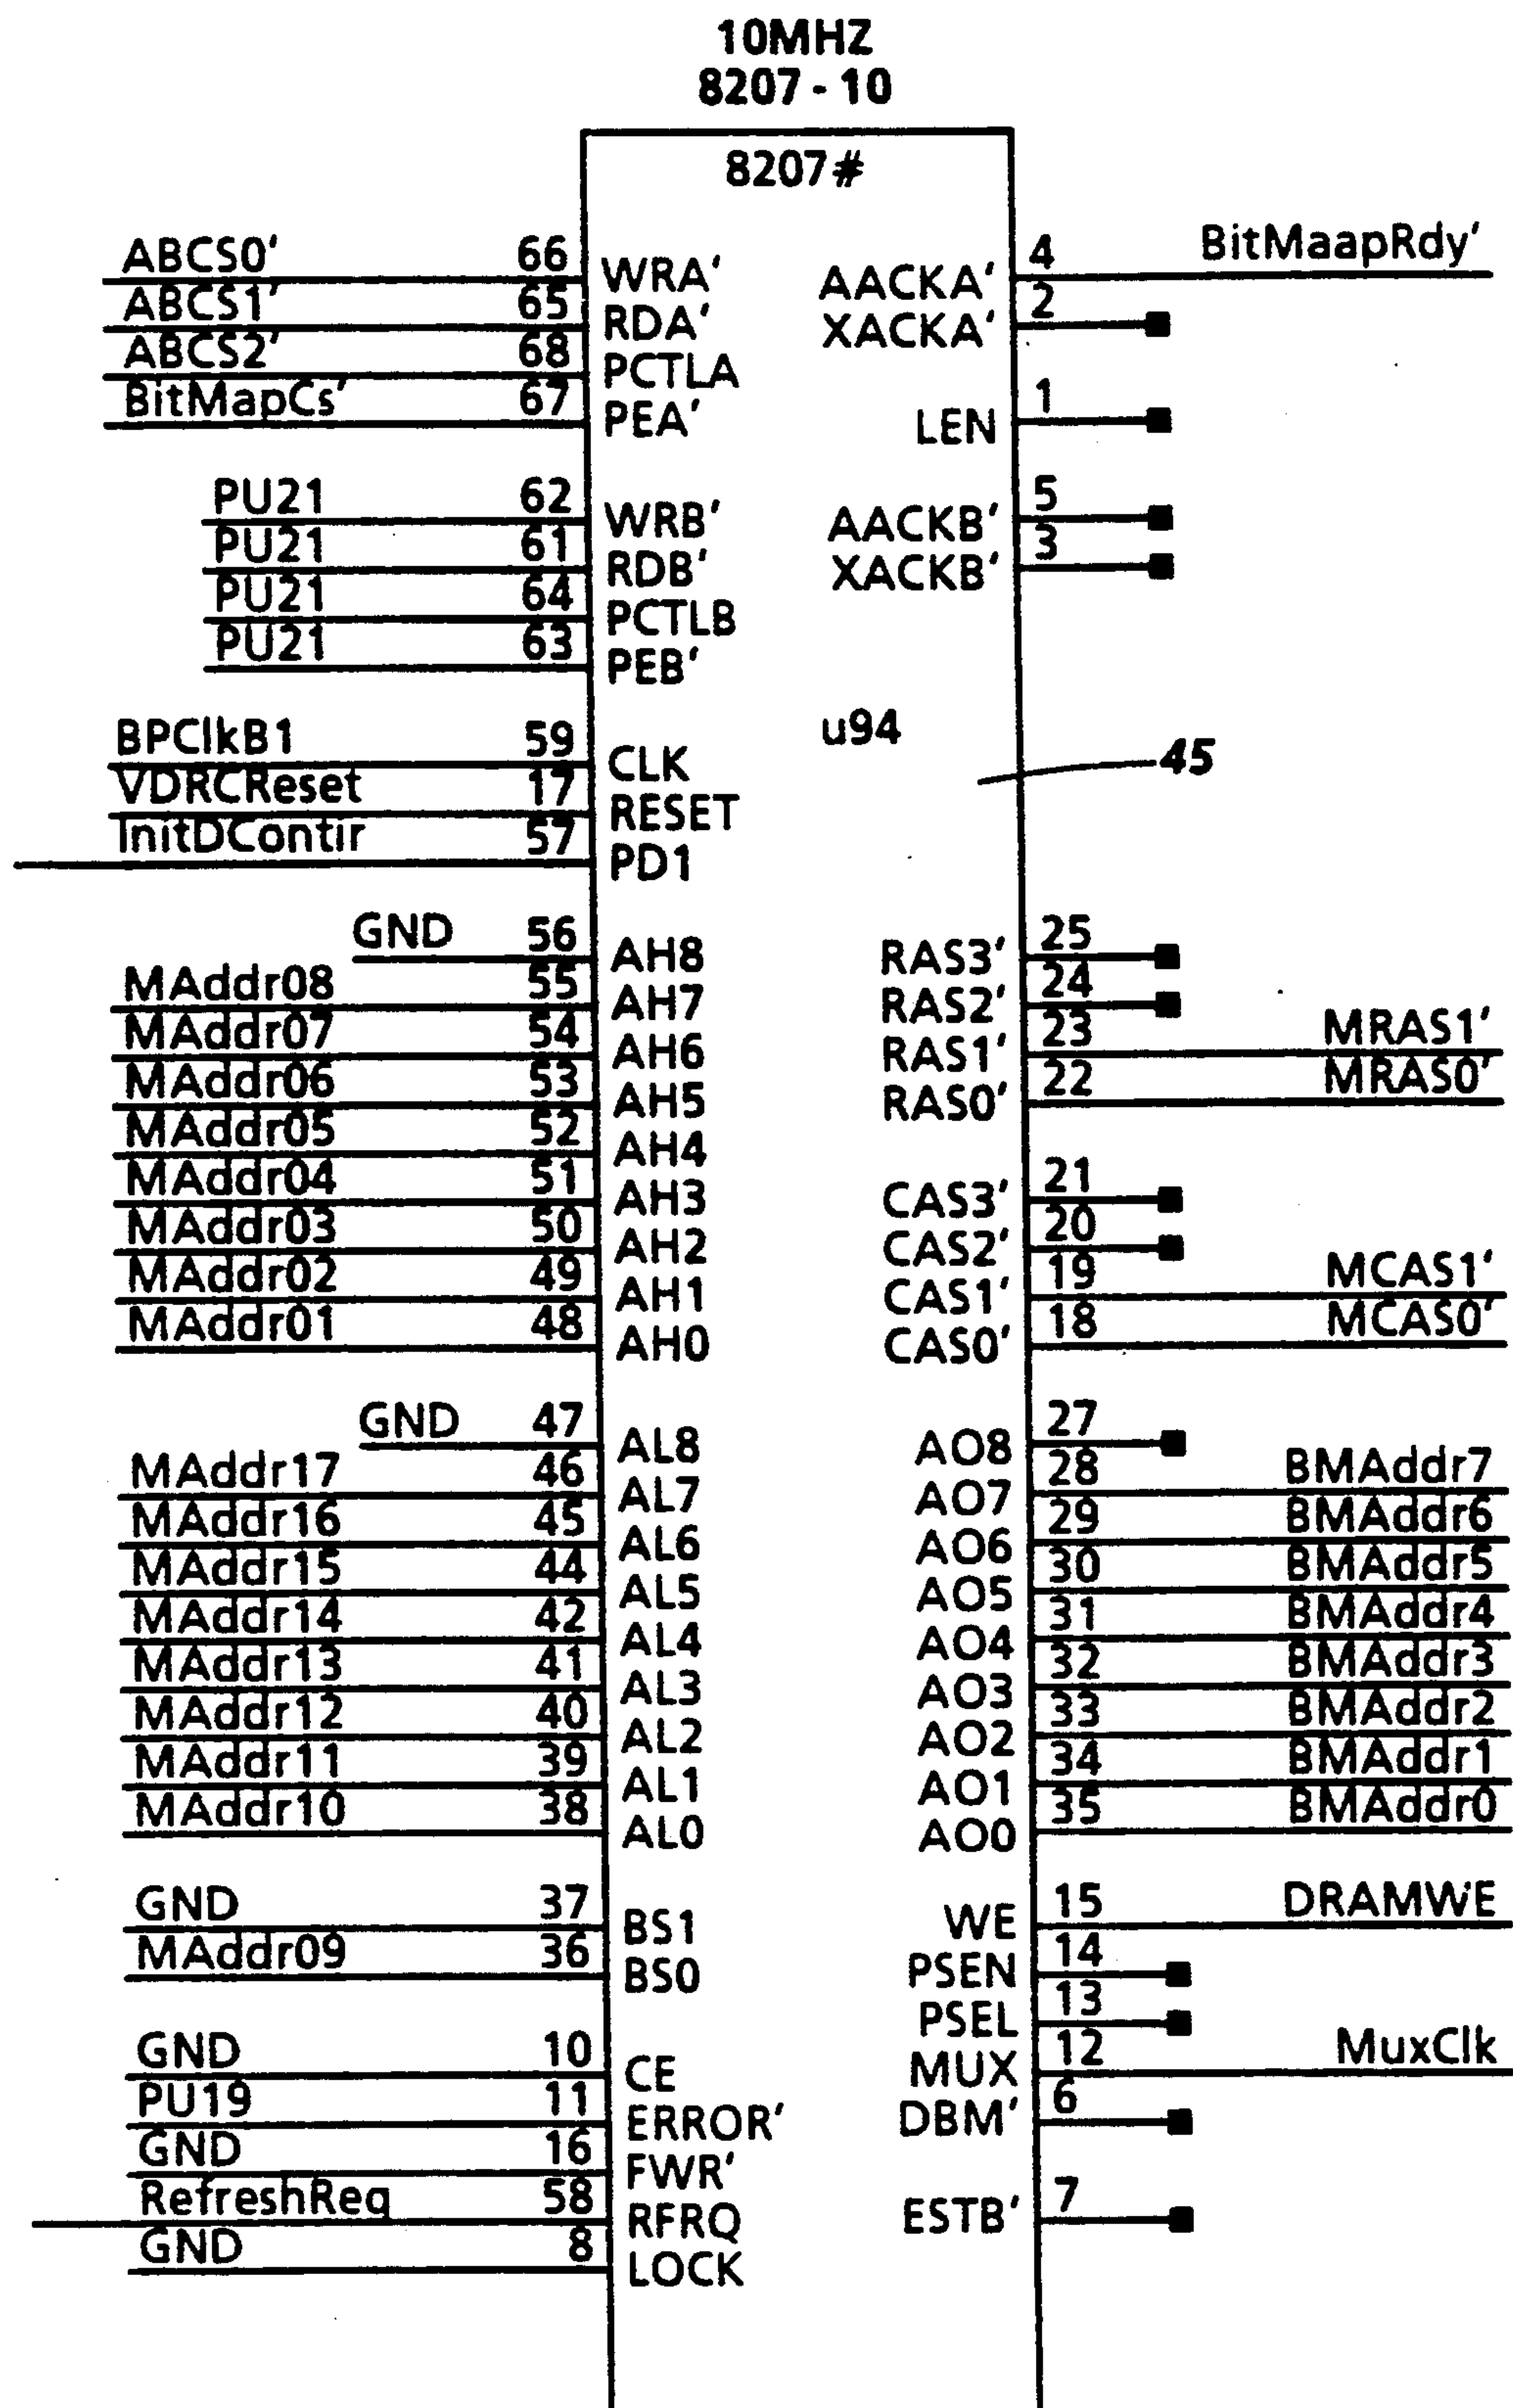 10MHZ
8207 - 10
8207#
ABCS0' 66 WRA' AACKA' 4 BitMaapRdy'
ABCS1' 65 RDA' XACKA' 2
ABCS2' 68 PCTLA
BitMapCs' 67 PEA' LEN 1
PU21 62 WRB' AACKB' 5
PU21 61 RDB' XACKB' 3
PU21 64 PCTLB
PU21 63 PEB'
u94
BPClkB1 59 CLK 45
VDRCReset 17 RESET
InitDContir 57 PD1
GND 56 AH8 RAS3' 25
MAddr08 55 AH7 RAS2' 24
MAddr07 54 AH6 RAS1' 23 MRAS1'
MAddr06 53 AH5 RAS0' 22 MRAS0'
MAddr05 52 AH4
MAddr04 51 AH3 CAS3' 21
MAddr03 50 AH2 CAS2' 20
MAddr02 49 AH1 CAS1' 19 MCAS1'
MAddr01 48 AH0 CAS0' 18 MCAS0'
GND 47 AL8 AO8 27
MAddr17 46 AL7 AO7 28 BMAddr7
MAddr16 45 AL6 AO6 29 BMAddr6
MAddr15 44 AL5 AO5 30 BMAddr5
MAddr14 42 AL4 AO4 31 BMAddr4
MAddr13 41 AL3 AO3 32 BMAddr3
MAddr12 40 AL2 AO2 33 BMAddr2
MAddr11 39 AL1 AO1 34 BMAddr1
MAddr10 38 AL0 AO0 35 BMAddr0
GND 37 BS1 WE 15 DRAMWE
MAddr09 36 BS0 PSEN 14
PSEL 13
GND 10 CE MUX 12 MuxClk
PU19 11 ERROR' DBM' 6
GND 16 FWR'
RefreshReq 58 RFRQ ESTB' 7
GND 8 LOCK